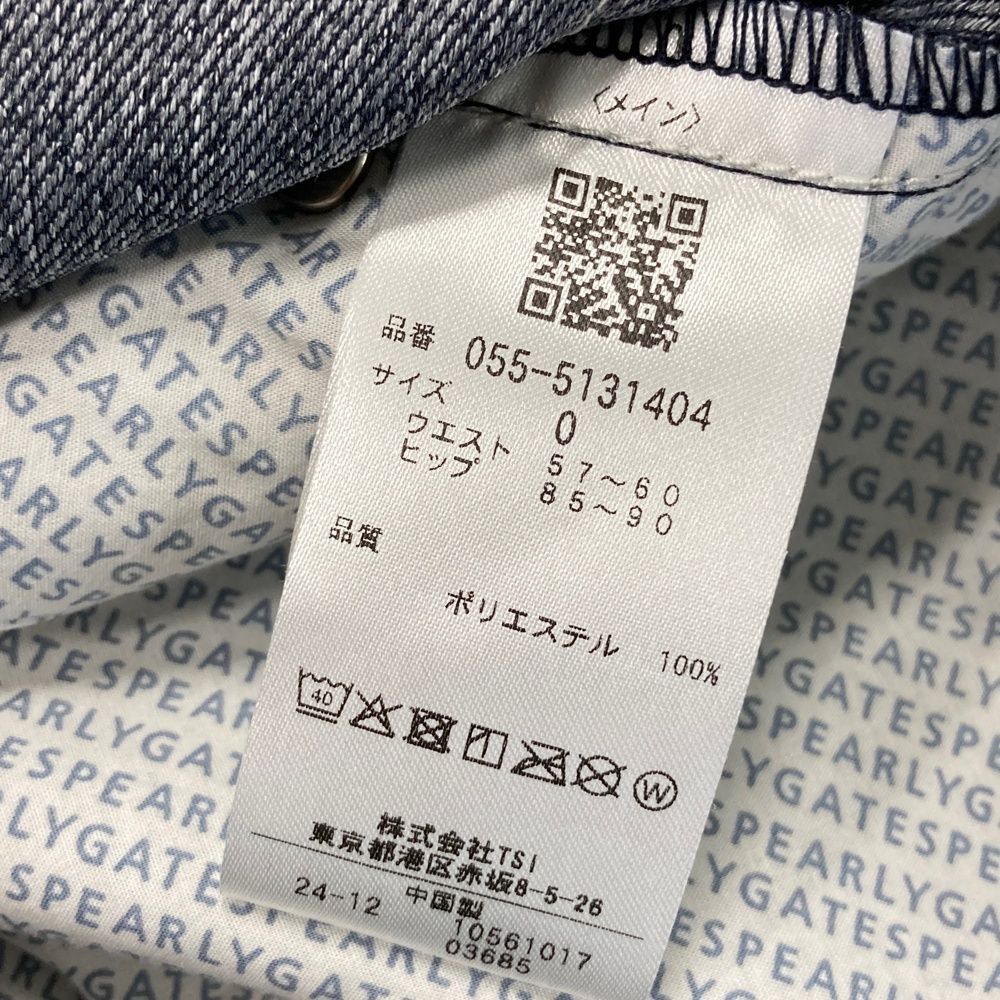 〈メイン〉
品番 055-5131404
サイズ 0
ウエスト 57～60
ヒップ 85～90
品質
ポリエステル 100%
40
W
株式会社TSI
東京都港区赤坂8-5-26
24-12 中国製
10561017
03685
PEARLYGATES